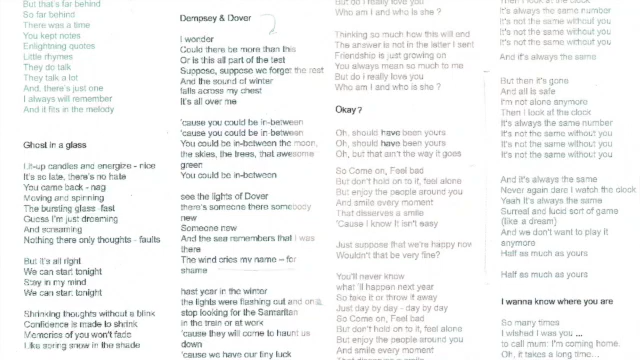 But that's far behind
So far behind
There was a time
You kept notes
Enlightning quotes
Little rhymes
They do talk
They talk a lot
And, there's just one
I always will remember
And it fits in the melody
Ghost in a glass
Lit-up candles and energize - nice
It's so late, there's no hate
You came back - nag
Moving and spinning
The bursting glass - fast
Guess I'm just dreaming
And screaming
Nothing there only thoughts - faults
But it's all right
We can start tonight
Stay in my mind
We can start tonight
Shrinking thoughts without a blink
Confidence is made to shrink
Memories of you won't fade
Like spring snow in the shade
Dempsey & Dover
I wonder
Could there be more than this
Or is this all part of the test
Suppose, suppose we forget the rest
And the sound of winter
falls across my chest
It's all over me
'cause you could be in-between
'cause you could be in-between
You could be in-between the moon,
the skies, the trees, that awesome
green
You could be in-between
see the lights of Dover
there's someone there somebody
new
Someone new
And the sea remembers that I was
there
The wind cries my name – for
shame
hast year in the winter
the lights were flashing out and on
stop looking for the Samaritan
in the train or at work
'cause they will come to haunt us
down
'cause we have our tiny luck
But do I really love you
Who am I and who is she ?
Thinking so much how this will end
The answer is not in the letter I sent
Friendship is just growing on
You always mean so much to me
But do I really love you
Who am I and who is she ?
Okay?
Oh, should have been yours
Oh, should have been yours
Oh, but that ain't the way it goes
So Come on, Feel bad
But don't hold on to it, feel alone
But enjoy the people around you
And smile every moment
That disserves a smile
'Cause I know it isn't easy
Just suppose that we're happy now
Wouldn't that be very fine?
You'll never know
what 'll happen next year
So take it or throw it away
Just day by day - day by day
So Come on, Feel bad
But don't hold on to it, feel alone
But enjoy the people around you
And smile every moment
That disserves a smile
Then I look at the clock
It's always the same number
It's not the same without you
It's not the same without you
It's not the same without you
And it's always the same
But then it's gone
And all is safe
I'm not alone anymore
Then I look at the clock
It's always the same number
It's not the same without you
It's not the same without you
It's not the same without you
And it's always the same
Never again dare I watch the clock
Yeah It's always the same
Surreal and lucid sort of game
(like a dream)
And we don't want to play it
anymore
Half as much as yours
Half as much as yours
I wanna know where you are
So many times
I wished I was you ...
to call mum: I'm coming home.
Oh, it takes a long time...